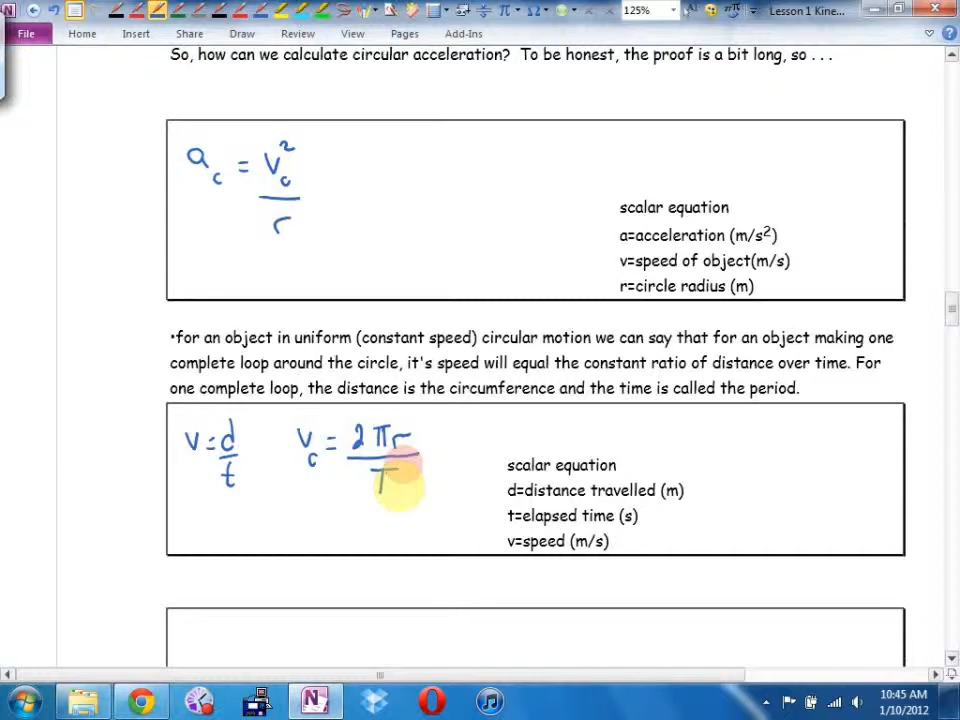 125% Lesson 1 Kine...
File Home Insert Share Draw Review View Pages Add-Ins
So, how can we calculate circular acceleration? To be honest, the proof is a bit long, so . . .
a_c = v_c^2 / r
scalar equation
a=acceleration (m/s²)
v=speed of object(m/s)
r=circle radius (m)
•for an object in uniform (constant speed) circular motion we can say that for an object making one
complete loop around the circle, it's speed will equal the constant ratio of distance over time. For
one complete loop, the distance is the circumference and the time is called the period.
v = d / t v_c = 2πr / T
scalar equation
d=distance travelled (m)
t=elapsed time (s)
v=speed (m/s)
10:45 AM
1/10/2012